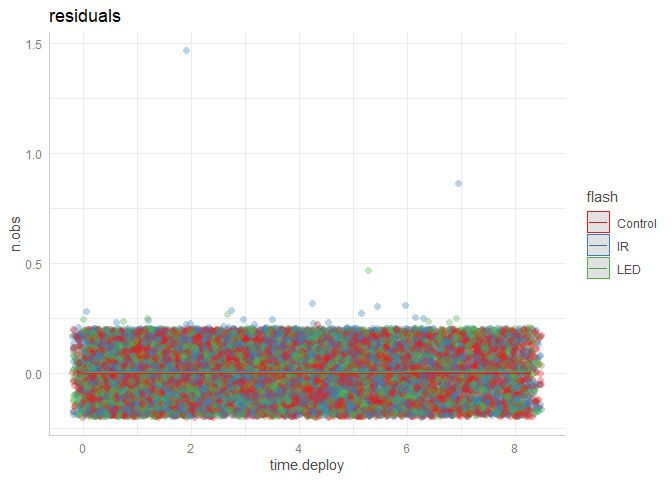 residuals
1.5
1.0
0.5
0.0
n.obs
0
2
4
6
8
time.deploy
flash
Control
IR
LED